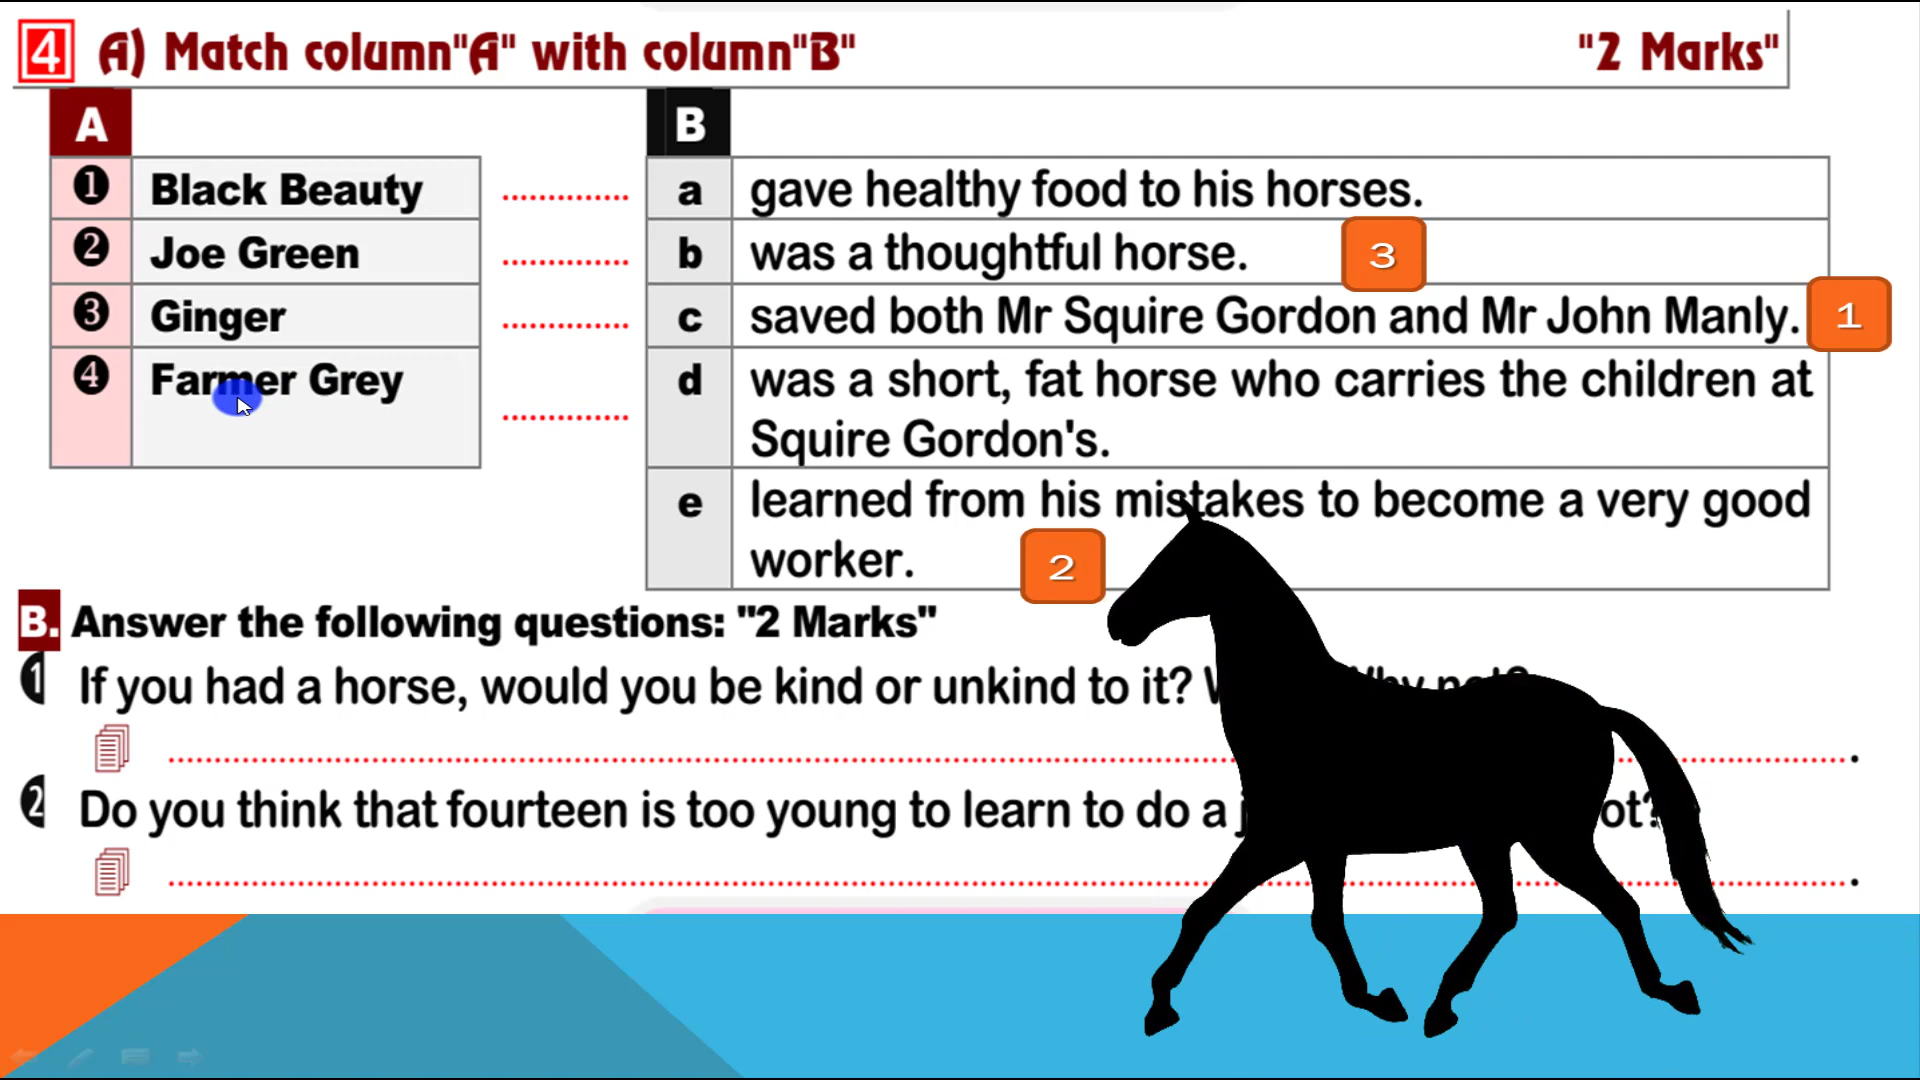 4 A) Match column"A" with column"B" "2 Marks"
A B
1 Black Beauty .............. a gave healthy food to his horses.
2 Joe Green .............. b was a thoughtful horse. 3
3 Ginger .............. c saved both Mr Squire Gordon and Mr John Manly. 1
4 Farmer Grey .............. d was a short, fat horse who carries the children at
Squire Gordon's.
e learned from his mistakes to become a very good
worker. 2
B. Answer the following questions: "2 Marks"
1 If you had a horse, would you be kind or unkind to it?
2 Do you think that fourteen is too young to learn to do a